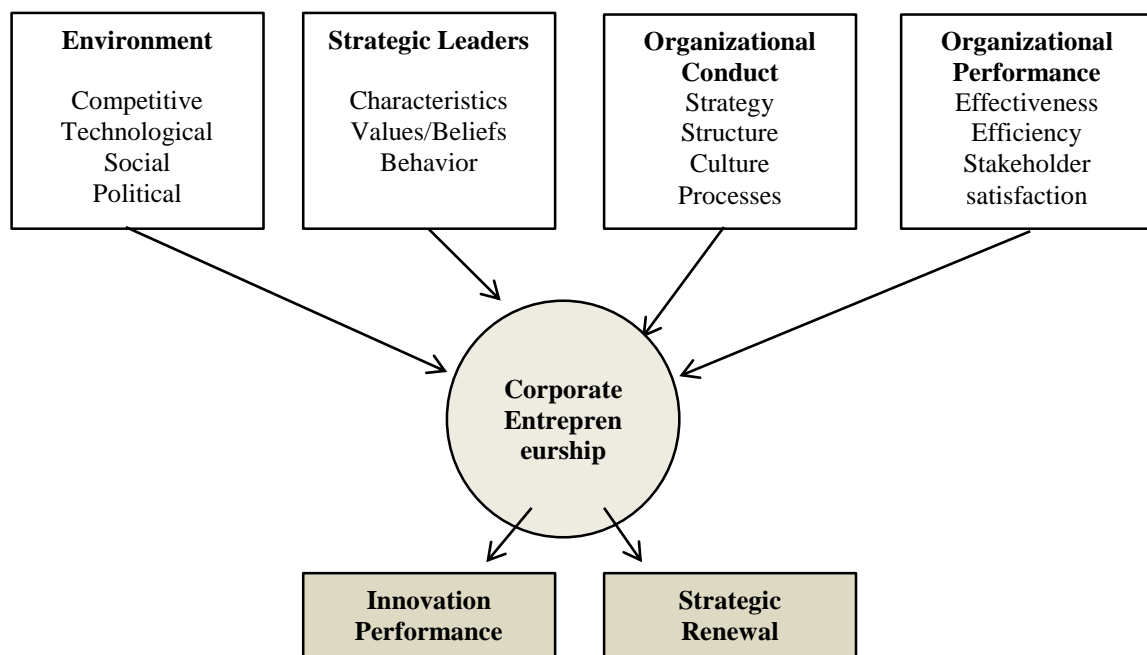 Environment
Competitive
Technological
Social
Political
Strategic Leaders
Characteristics
Values/Beliefs
Behavior
Organizational
Conduct
Strategy
Structure
Culture
Processes
Organizational
Performance
Effectiveness
Efficiency
Stakeholder
satisfaction
Corporate
Entrepren
eurship
Innovation
Performance
Strategic
Renewal